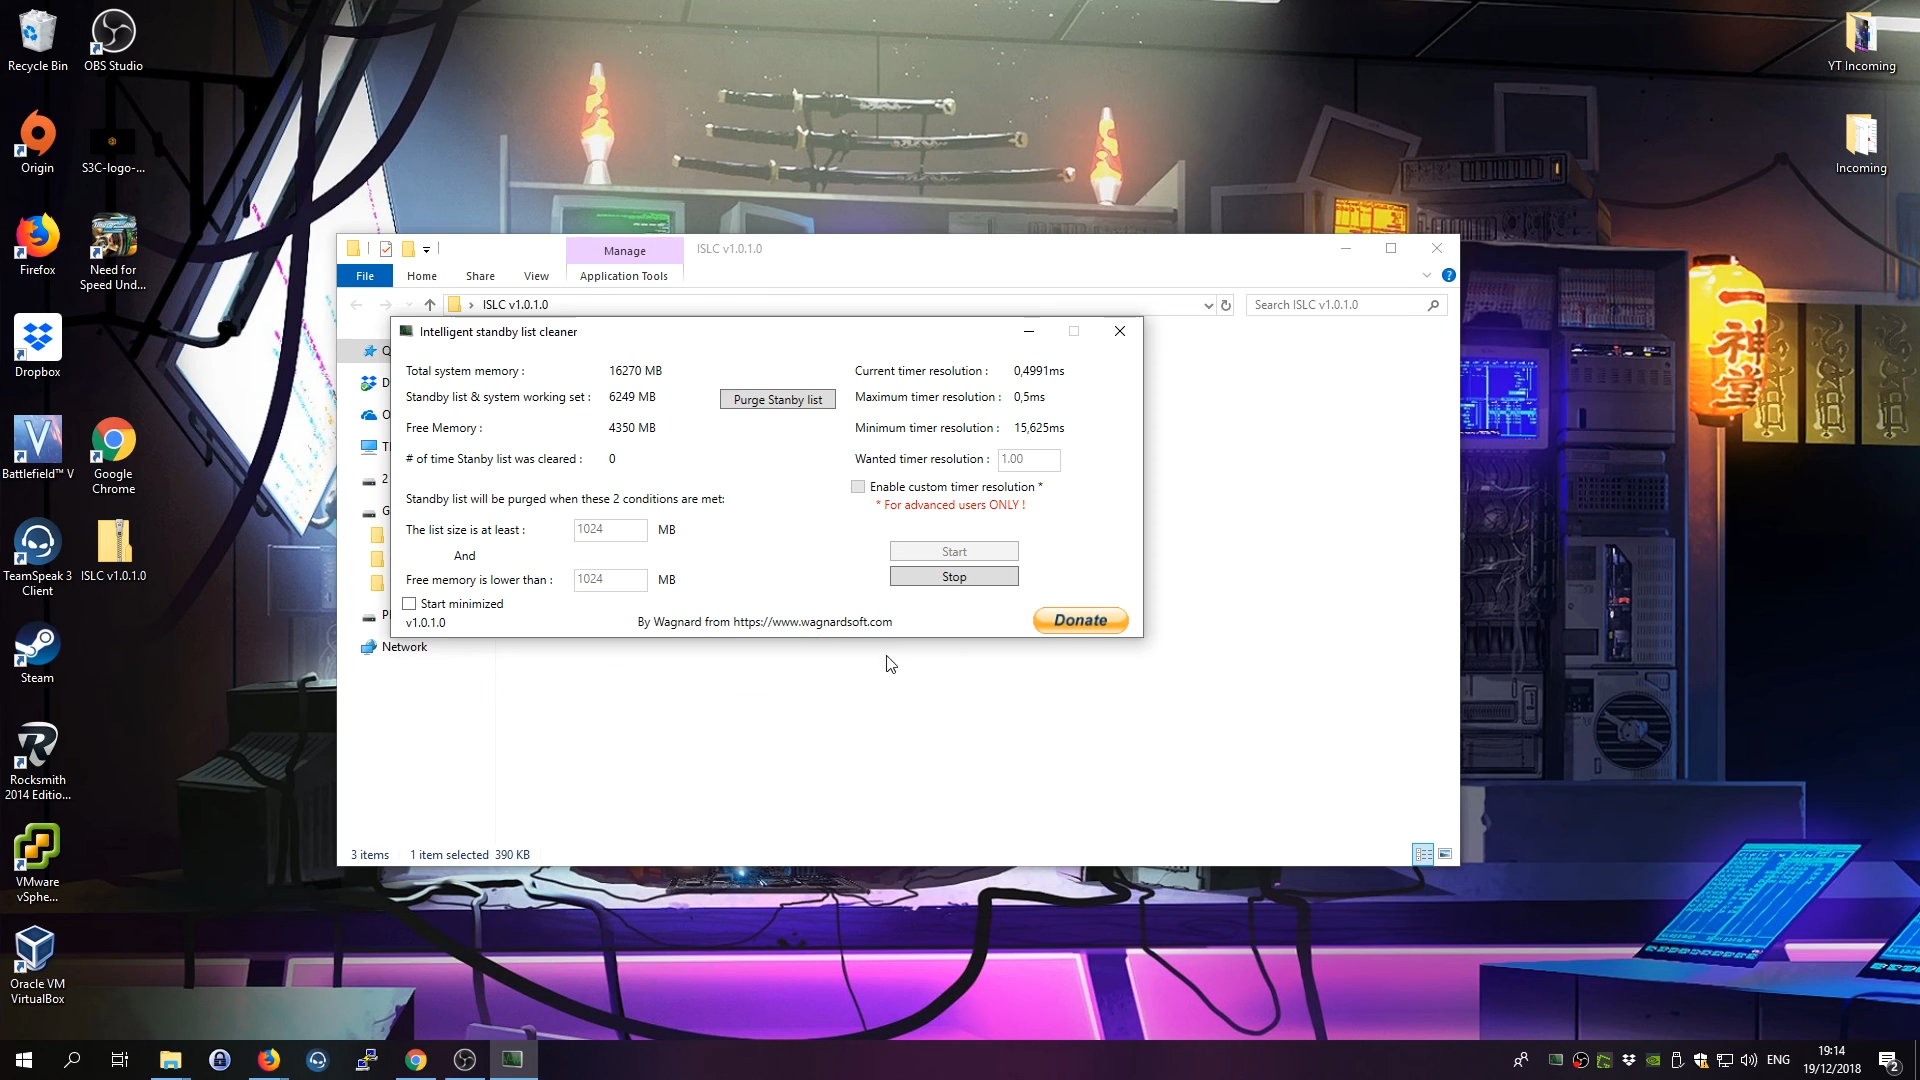 Recycle Bin
OBS Studio
Origin
S3C-logo-...
Firefox
Need for
Speed Und...
Dropbox
Battlefield™ V
Google
Chrome
TeamSpeak 3
Client
ISLC v1.0.1.0
Steam
Rocksmith
2014 Editio...
VMware
vSphe...
Oracle VM
VirtualBox
YT Incoming
Incoming
Manage
ISLC v1.0.1.0
File
Home
Share
View
Application Tools
ISLC v1.0.1.0
Search ISLC v1.0.1.0
Intelligent standby list cleaner
Total system memory : 16270 MB
Standby list & system working set : 6249 MB
Purge Stanby list
Free Memory : 4350 MB
# of time Stanby list was cleared : 0
Standby list will be purged when these 2 conditions are met:
The list size is at least : 1024 MB
And
Free memory is lower than : 1024 MB
Start minimized
v1.0.1.0
By Wagnard from https://www.wagnardsoft.com
Current timer resolution : 0,4991ms
Maximum timer resolution : 0,5ms
Minimum timer resolution : 15,625ms
Wanted timer resolution : 1.00
Enable custom timer resolution *
* For advanced users ONLY !
Start
Stop
Donate
Network
3 items
1 item selected 390 KB
一神堂
ENG
19:14
19/12/2018
2